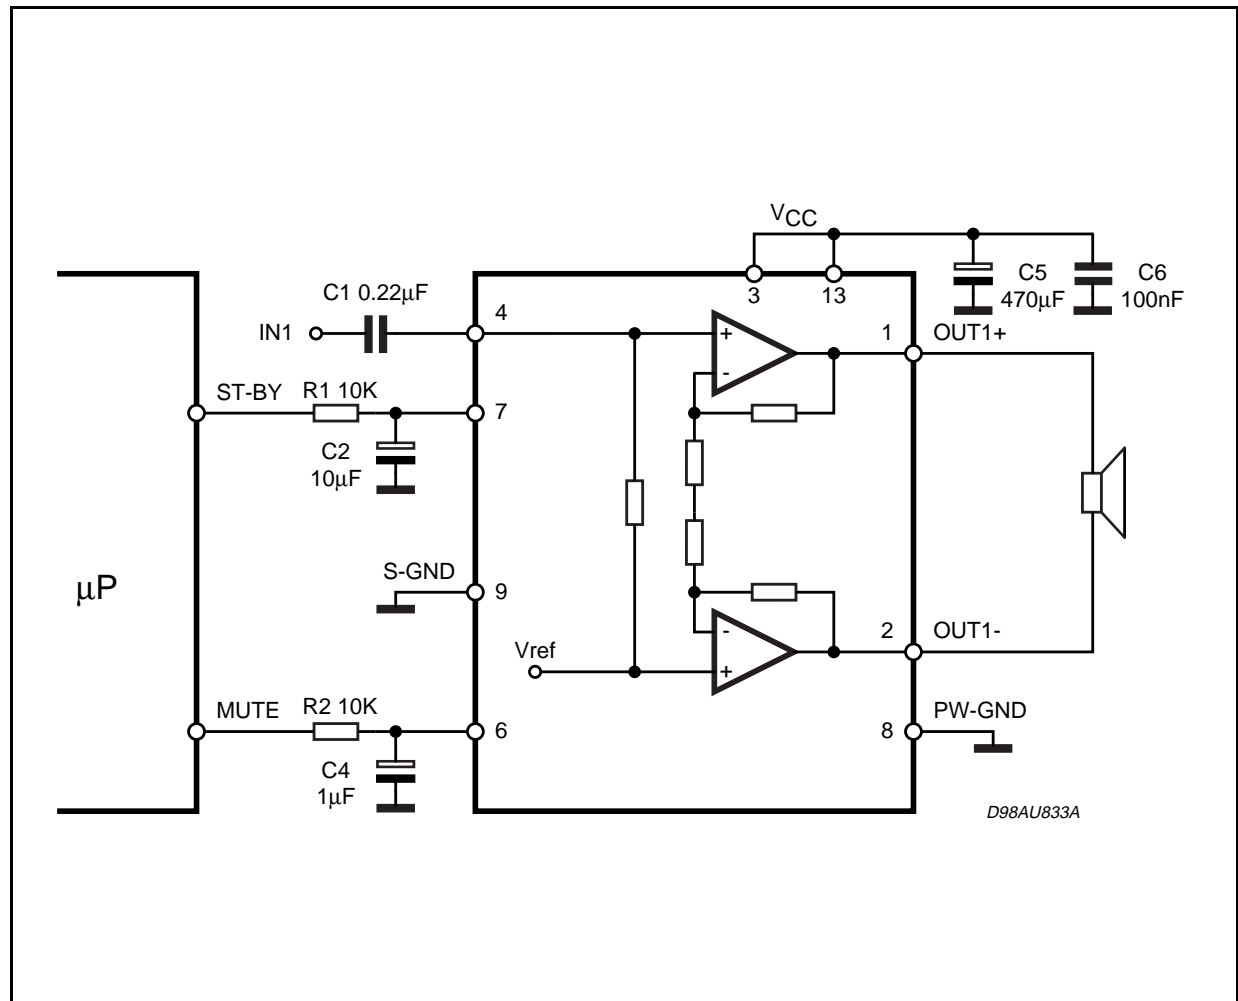 VCC
C1 0.22μF
3
13
C5
470μF
C6
100nF
IN1
4
1
OUT1+
+
-
ST-BY
R1 10K
7
C2
10μF
S-GND
9
μP
2
OUT1-
-
+
Vref
MUTE
R2 10K
6
8
PW-GND
C4
1μF
D98AU833A